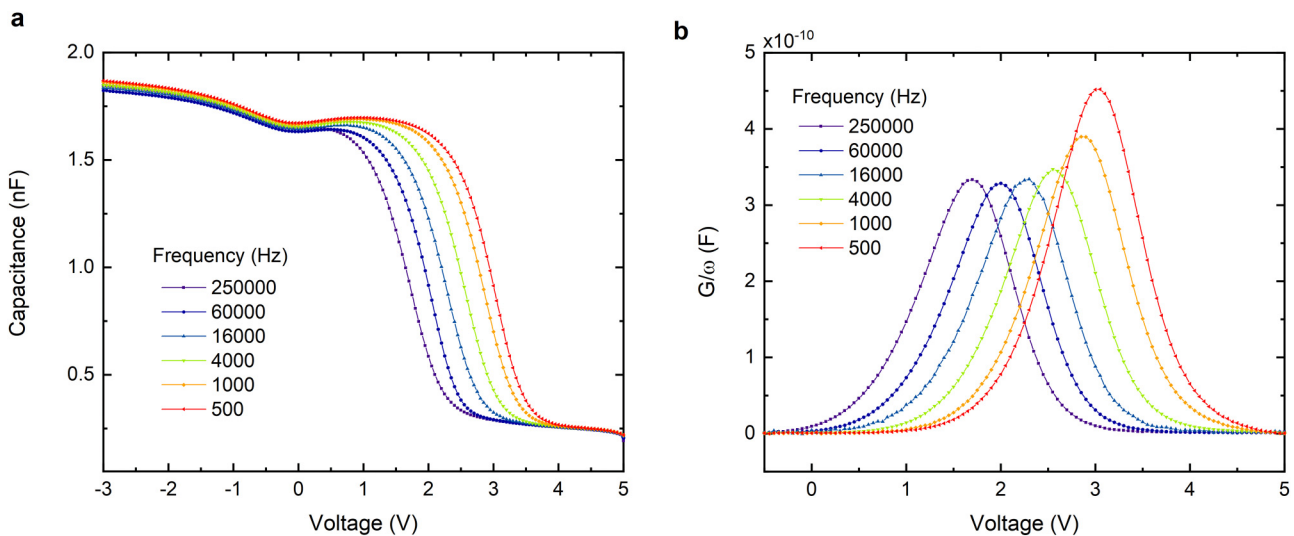 a
2.0
1.5
1.0
0.5
Capacitance (nF)
Frequency (Hz)
250000
60000
16000
4000
1000
500
-3 -2 -1 0 1 2 3 4 5
Voltage (V)
b
5 x10-10
4
3
2
1
0
G/ω (F)
Frequency (Hz)
250000
60000
16000
4000
1000
500
0 1 2 3 4 5
Voltage (V)